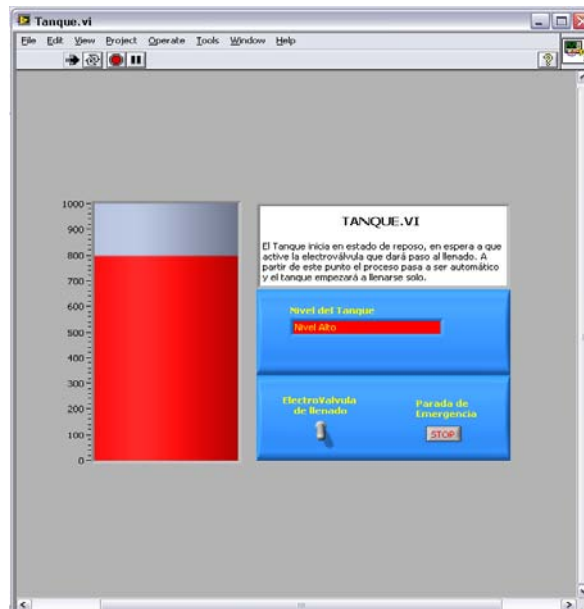 Tanque.vi
File Edit View Project Operate Tools Window Help
TANQUE.VI
El Tanque inicia en estado de reposo, en espera a que
active la electroválvula que dará paso al llenado. A
partir de este punto el proceso pasa a ser automático
y el tanque empezará a llenarse solo.
1000
900
800
700
600
500
400
300
200
100
0
Nivel del Tanque
Nivel Alto
ElectroValvula
de llenado
Parada de
Emergencia
STOP